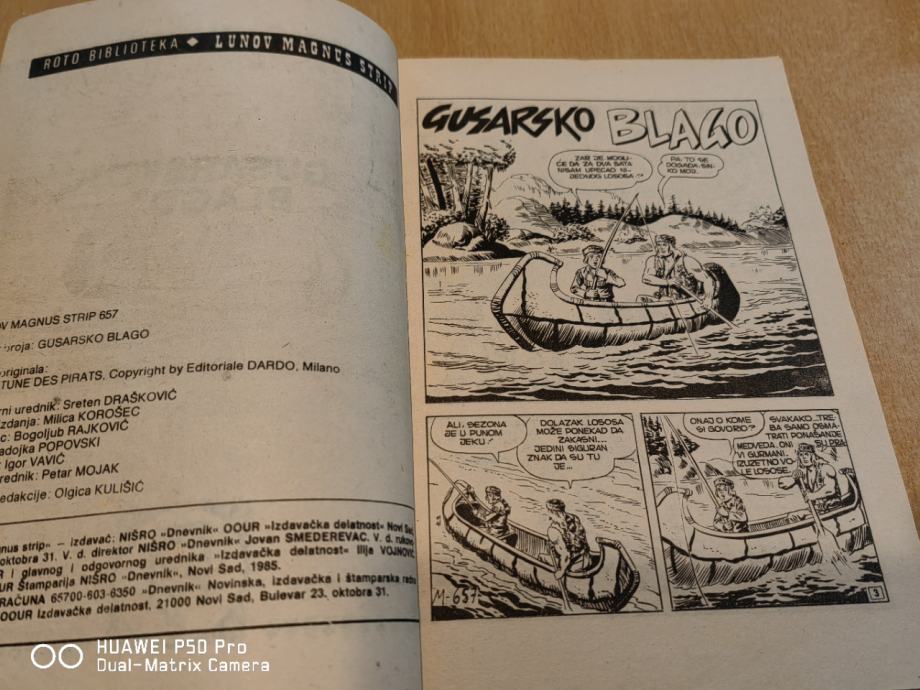 ROTO BIBLIOTEKA ◆ LUNOV MAGNUS STRIP
OV MAGNUS STRIP 657
broja: GUSARSKO BLAGO
originala:
TUNE DES PIRATS, Copyright by Editoriale DARDO, Milano
rni urednik: Sreten DRAŠKOVIĆ
izdanja: Milica KOROŠEC
c: Bogoljub RAJKOVIĆ
adojka POPOVSKI
Igor VAVIĆ
rednik: Petar MOJAK
edakcije: Olgica KULIŠIĆ
gnus strip« — izdavač: NIŠRO »Dnevnik« OOUR »Izdavačka delatnost« Novi Sad
oktobra 31. V. d. direktor NIŠRO »Dnevnik« Jovan SMEDEREVAC. V. d. rukovo
R i glavnog i odgovornog urednika »Izdavačka delatnost« Ilija VOJNOVIĆ
UR Štamparija NIŠRO »Dnevnik«, Novi Sad, 1985.
RAČUNA 65700-603-6350 »Dnevnik« Novinska, izdavačka i štamparska radna
OOUR Izdavačka delatnost, 21000 Novi Sad, Bulevar 23. oktobra 31.
GUSARSKO BLAGO
ZAR JE MOGU-
ĆE DA ZA DVA SATA
NISAM UPECAO NI-
JEDNOG LOSOSA?
PA, TO SE
DOGAĐA, SIN-
KO MOJ.
ALI, SEZONA
JE U PUNOM
JEKU!
DOLAZAK LOSOSA
MOŽE PONEKAD DA
ZAKASNI...
JEDINI SIGURAN
ZNAK DA SU TU
JE...
ONAJ O KOME
SI GOVORIO?
SVAKAKO... TRE-
BA SAMO OSMA-
TRATI PONAŠANJE
MEDVEDA. ONI SU PRA-
VI GURMANI,
IZUZETNO VO-
LE LOSOSE...
M-657.
3
HUAWEI P50 Pro
Dual-Matrix Camera